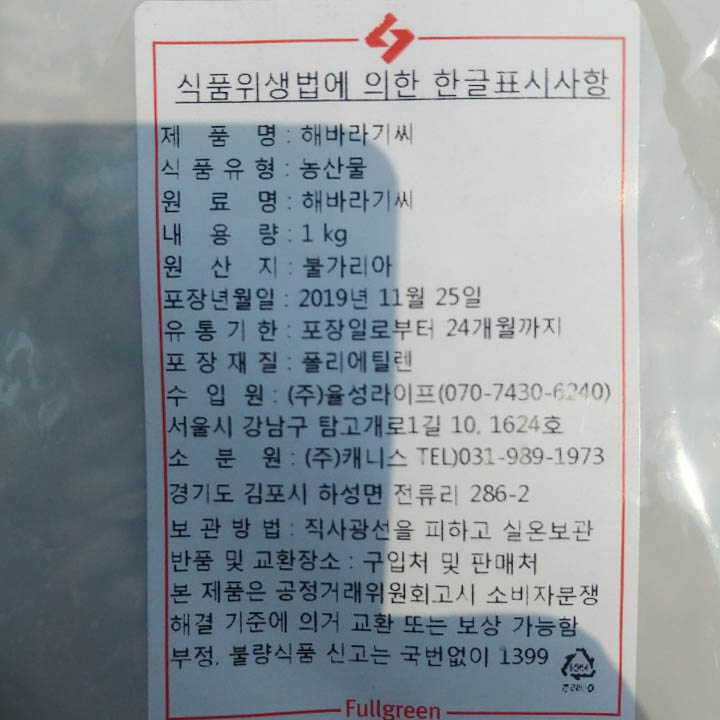 식품위생법에 의한 한글표시사항
제 품 명 : 해바라기씨
식 품 유 형 : 농산물
원 료 명 : 해바라기씨
내 용 량 : 1 kg
원 산 지 : 불가리아
포장년월일 : 2019년 11월 25일
유 통 기 한 : 포장일로부터 24개월까지
포 장 재 질 : 폴리에틸렌
수 입 원 : (주)율성라이프(070-7430-6240)
서울시 강남구 탐고개로1길 10, 1624호
소 분 원 : (주)캐니스 TEL)031-989-1973
경기도 김포시 하성면 전류리 286-2
보 관 방 법 : 직사광선을 피하고 실온보관
반품 및 교환장소 : 구입처 및 판매처
본 제품은 공정거래위원회고시 소비자분쟁
해결 기준에 의거 교환 또는 보상 가능함
부정, 불량식품 신고는 국번없이 1399
Fullgreen